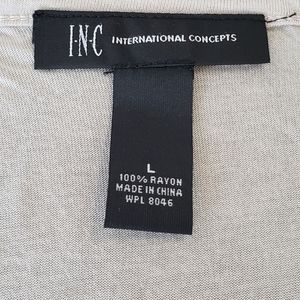 I·N·C INTERNATIONAL CONCEPTS
L
100% RAYON
MADE IN CHINA
WPL 8046